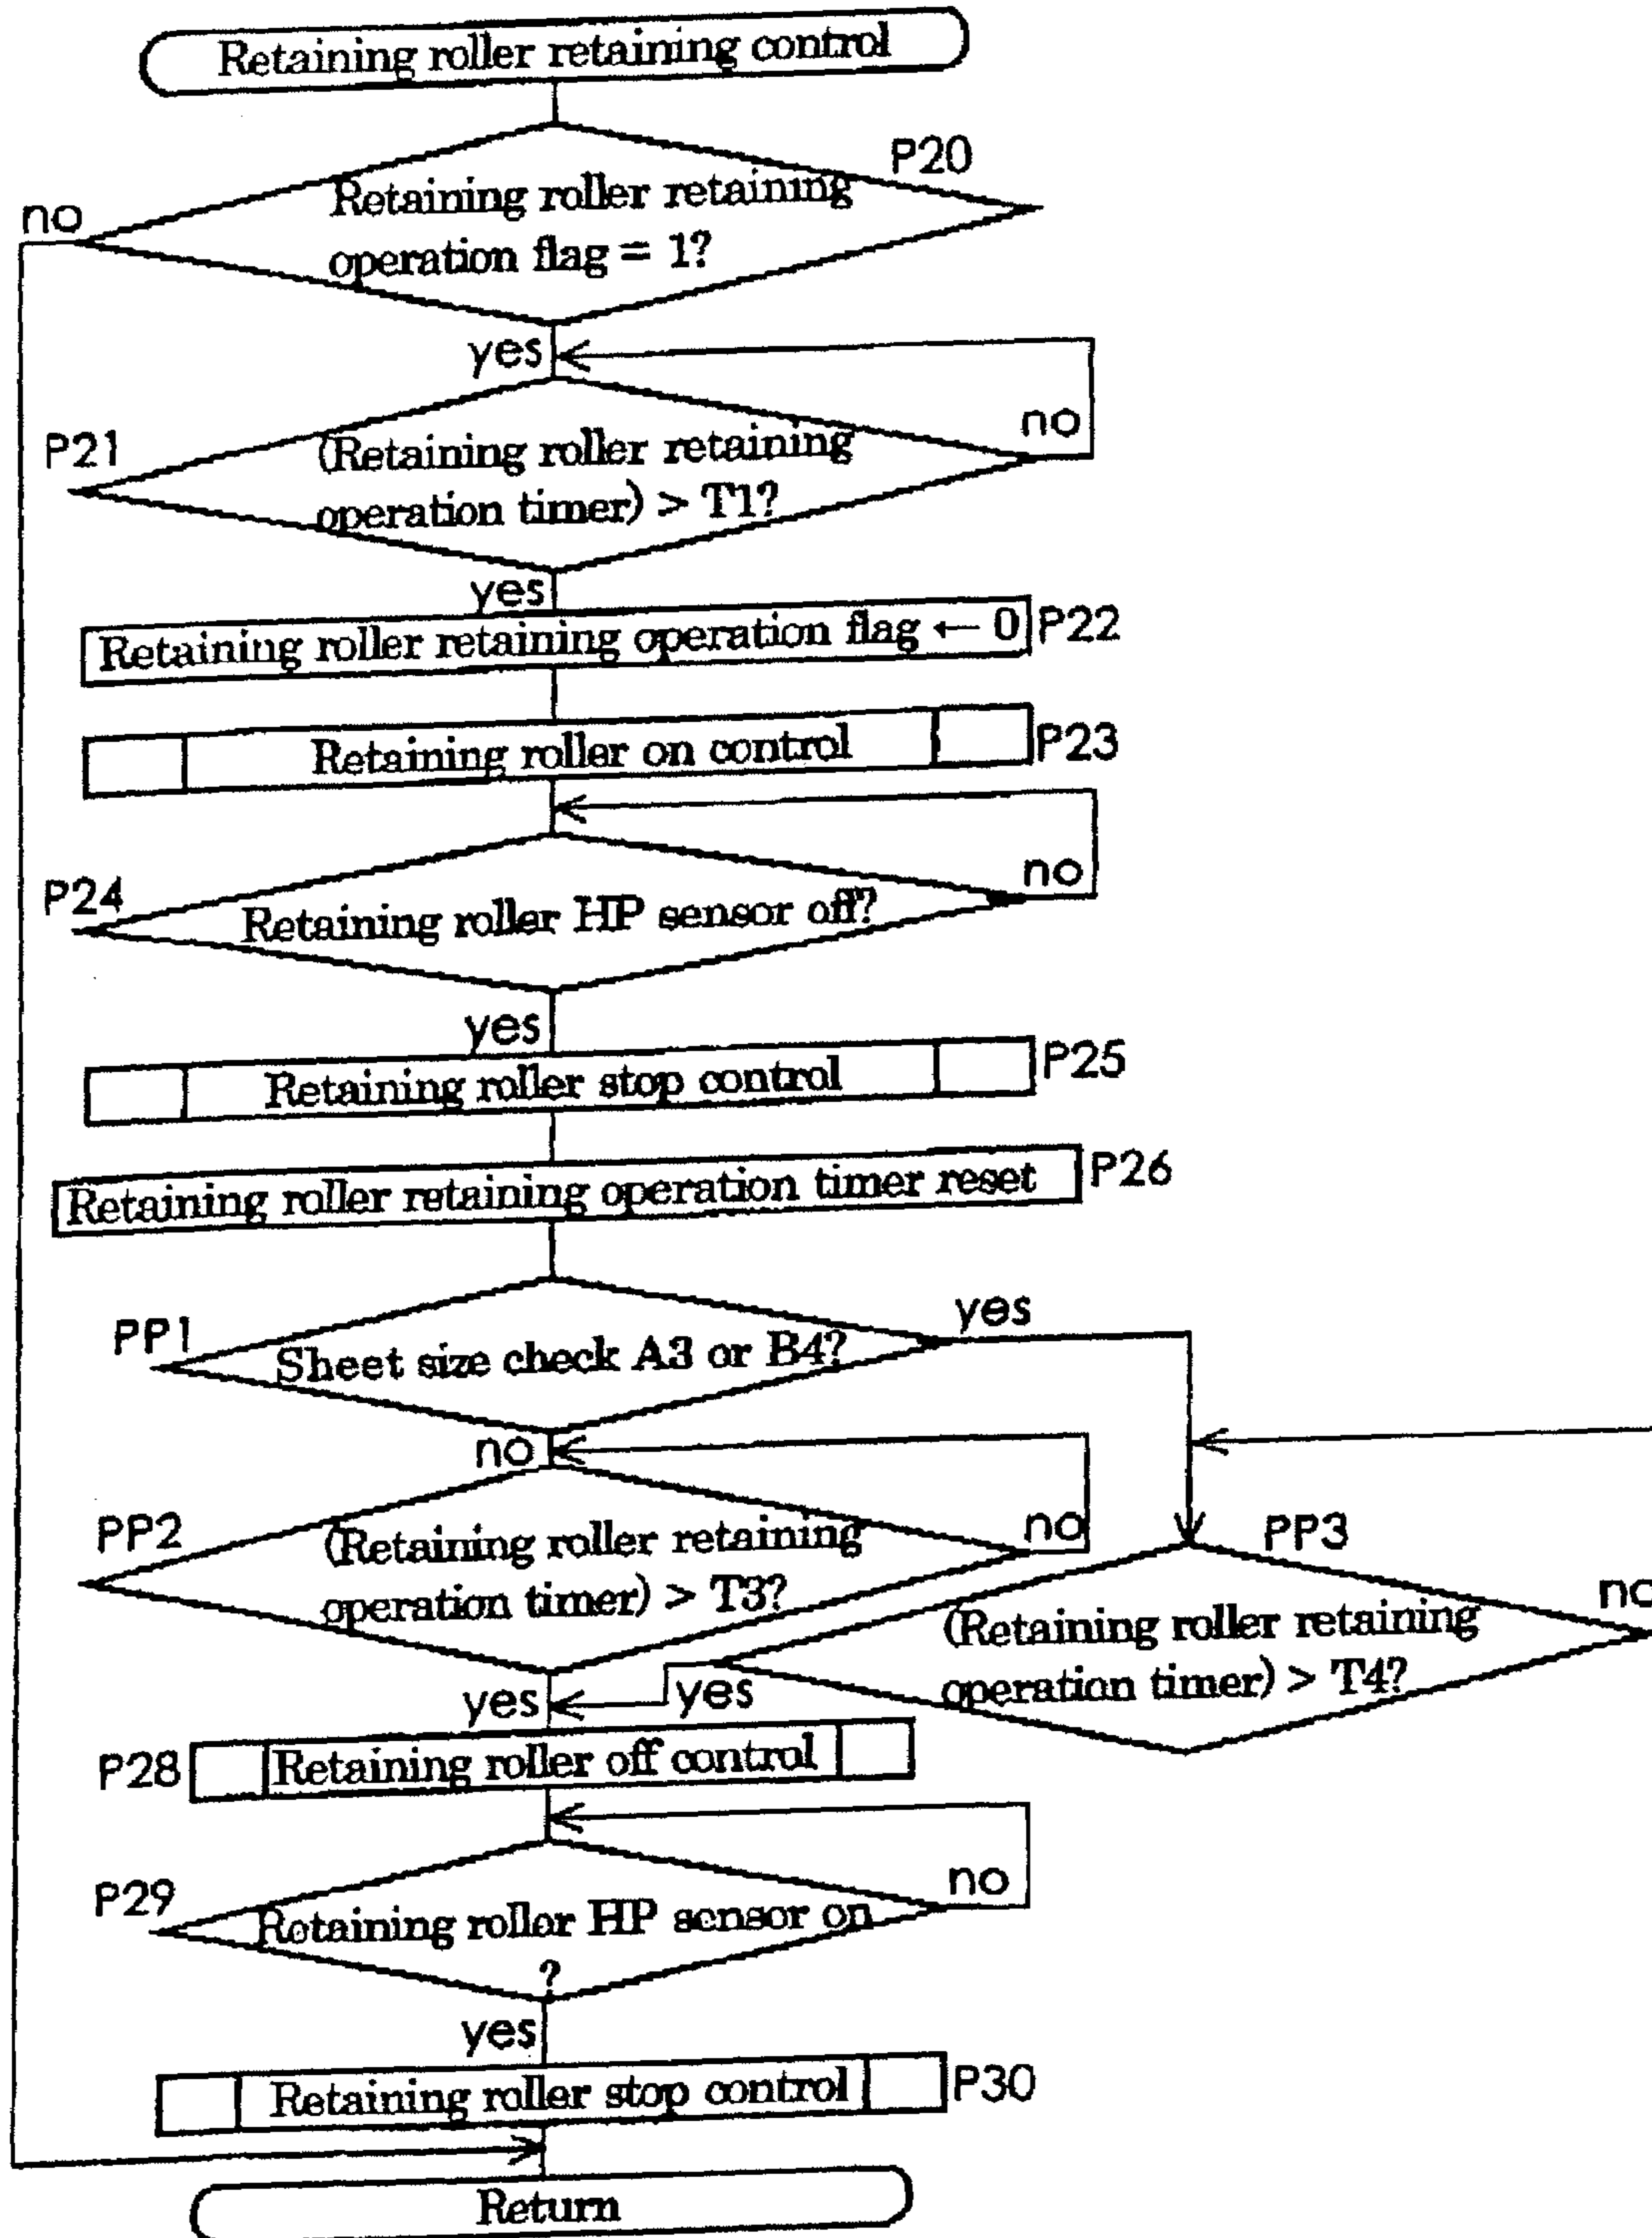 Retaining roller retaining control
P20
Retaining roller retaining
operation flag = 1?
no
yes
P21
(Retaining roller retaining
operation timer) > T1?
no
yes
Retaining roller retaining operation flag ← 0
P22
Retaining roller on control
P23
P24
Retaining roller HP sensor off?
no
yes
Retaining roller stop control
P25
Retaining roller retaining operation timer reset
P26
PP1
Sheet size check A3 or B4?
yes
no
PP2
(Retaining roller retaining
operation timer) > T3?
no
yes
PP3
(Retaining roller retaining
operation timer) > T4?
no
yes
P28
Retaining roller off control
P29
Retaining roller HP sensor on
?
no
yes
Retaining roller stop control
P30
Return